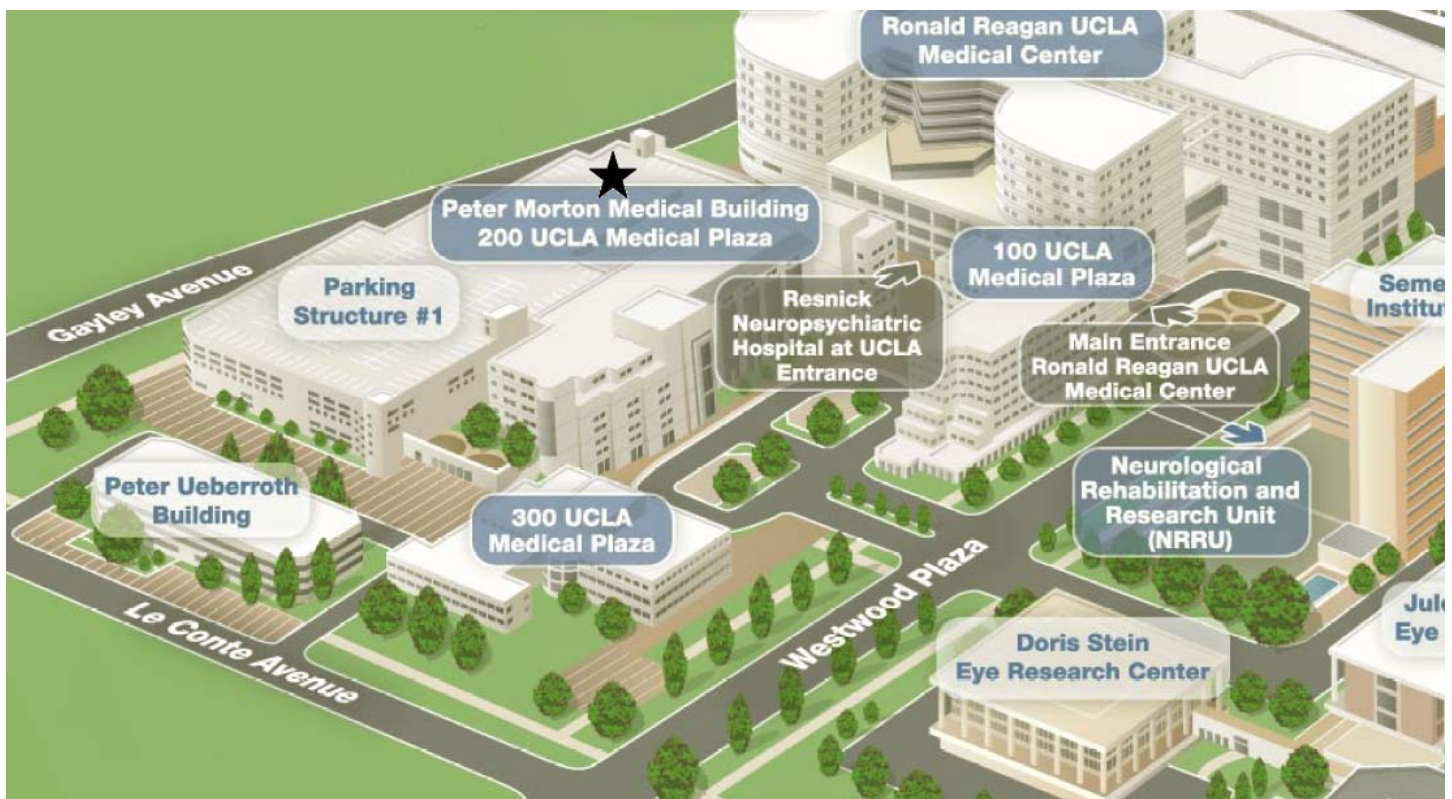 Ronald Reagan UCLA
Medical Center
Peter Morton Medical Building
200 UCLA Medical Plaza
100 UCLA
Medical Plaza
Gayley Avenue
Parking
Structure #1
Resnick
Neuropsychiatric
Hospital at UCLA
Entrance
Main Entrance
Ronald Reagan UCLA
Medical Center
Peter Ueberroth
Building
300 UCLA
Medical Plaza
Neurological
Rehabilitation and
Research Unit
(NRRU)
Westwood Plaza
Le Conte Avenue
Doris Stein
Eye Research Center
Eye